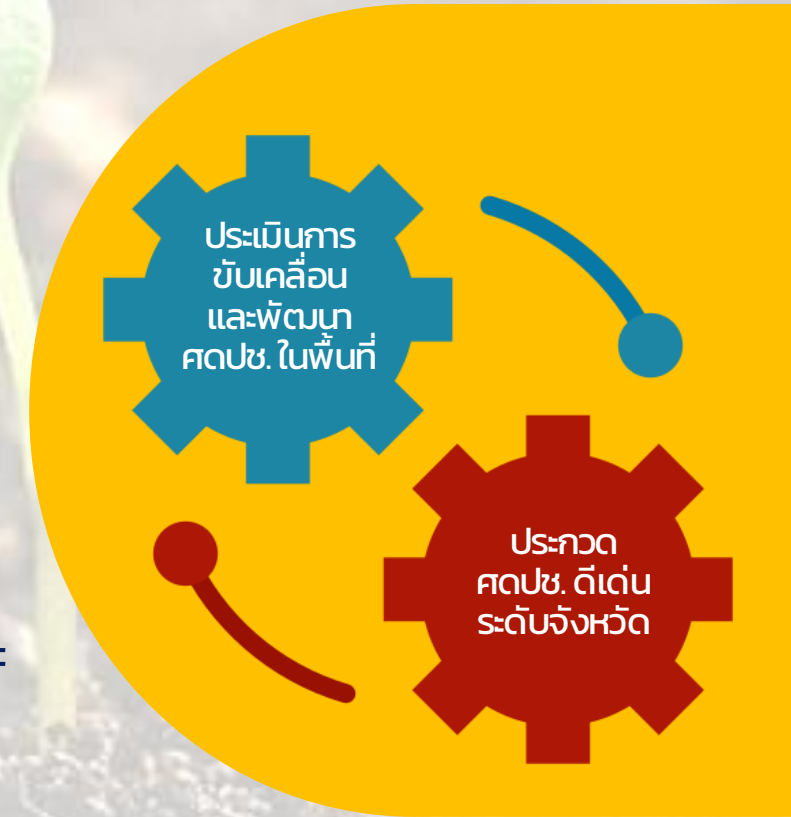 ประเมินการ
ขับเคลื่อน
และพัฒนา
ศดปช. ในพื้นที่
ประกวด
ศดปช. ดีเด่น
ระดับจังหวัด